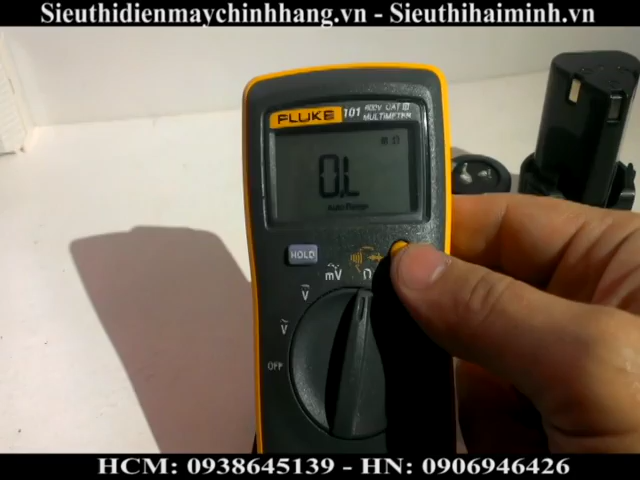 Sieuthidienmaychinhhang.vn - Sieuthihaiminh.vn
FLUKE 101 600V CAT III
MULTIMETER
MΩ
0.L
Auto Range
HOLD
mV
Ω
V
V
OFF
HCM: 0938645139 - HN: 0906946426